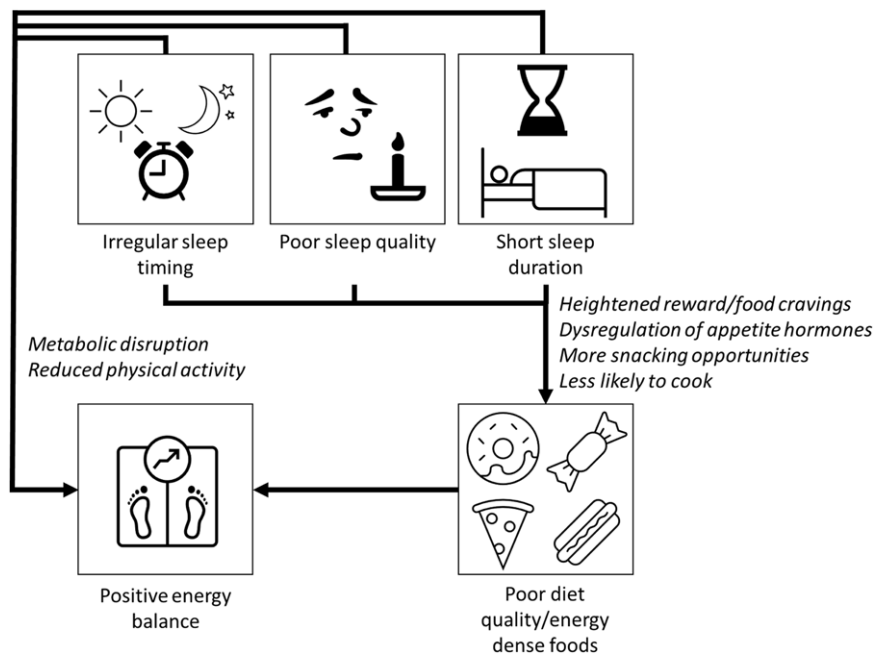 Irregular sleep
timing
Poor sleep quality
Short sleep
duration
Metabolic disruption
Reduced physical activity
Heightened reward/food cravings
Dysregulation of appetite hormones
More snacking opportunities
Less likely to cook
Positive energy
balance
Poor diet
quality/energy
dense foods